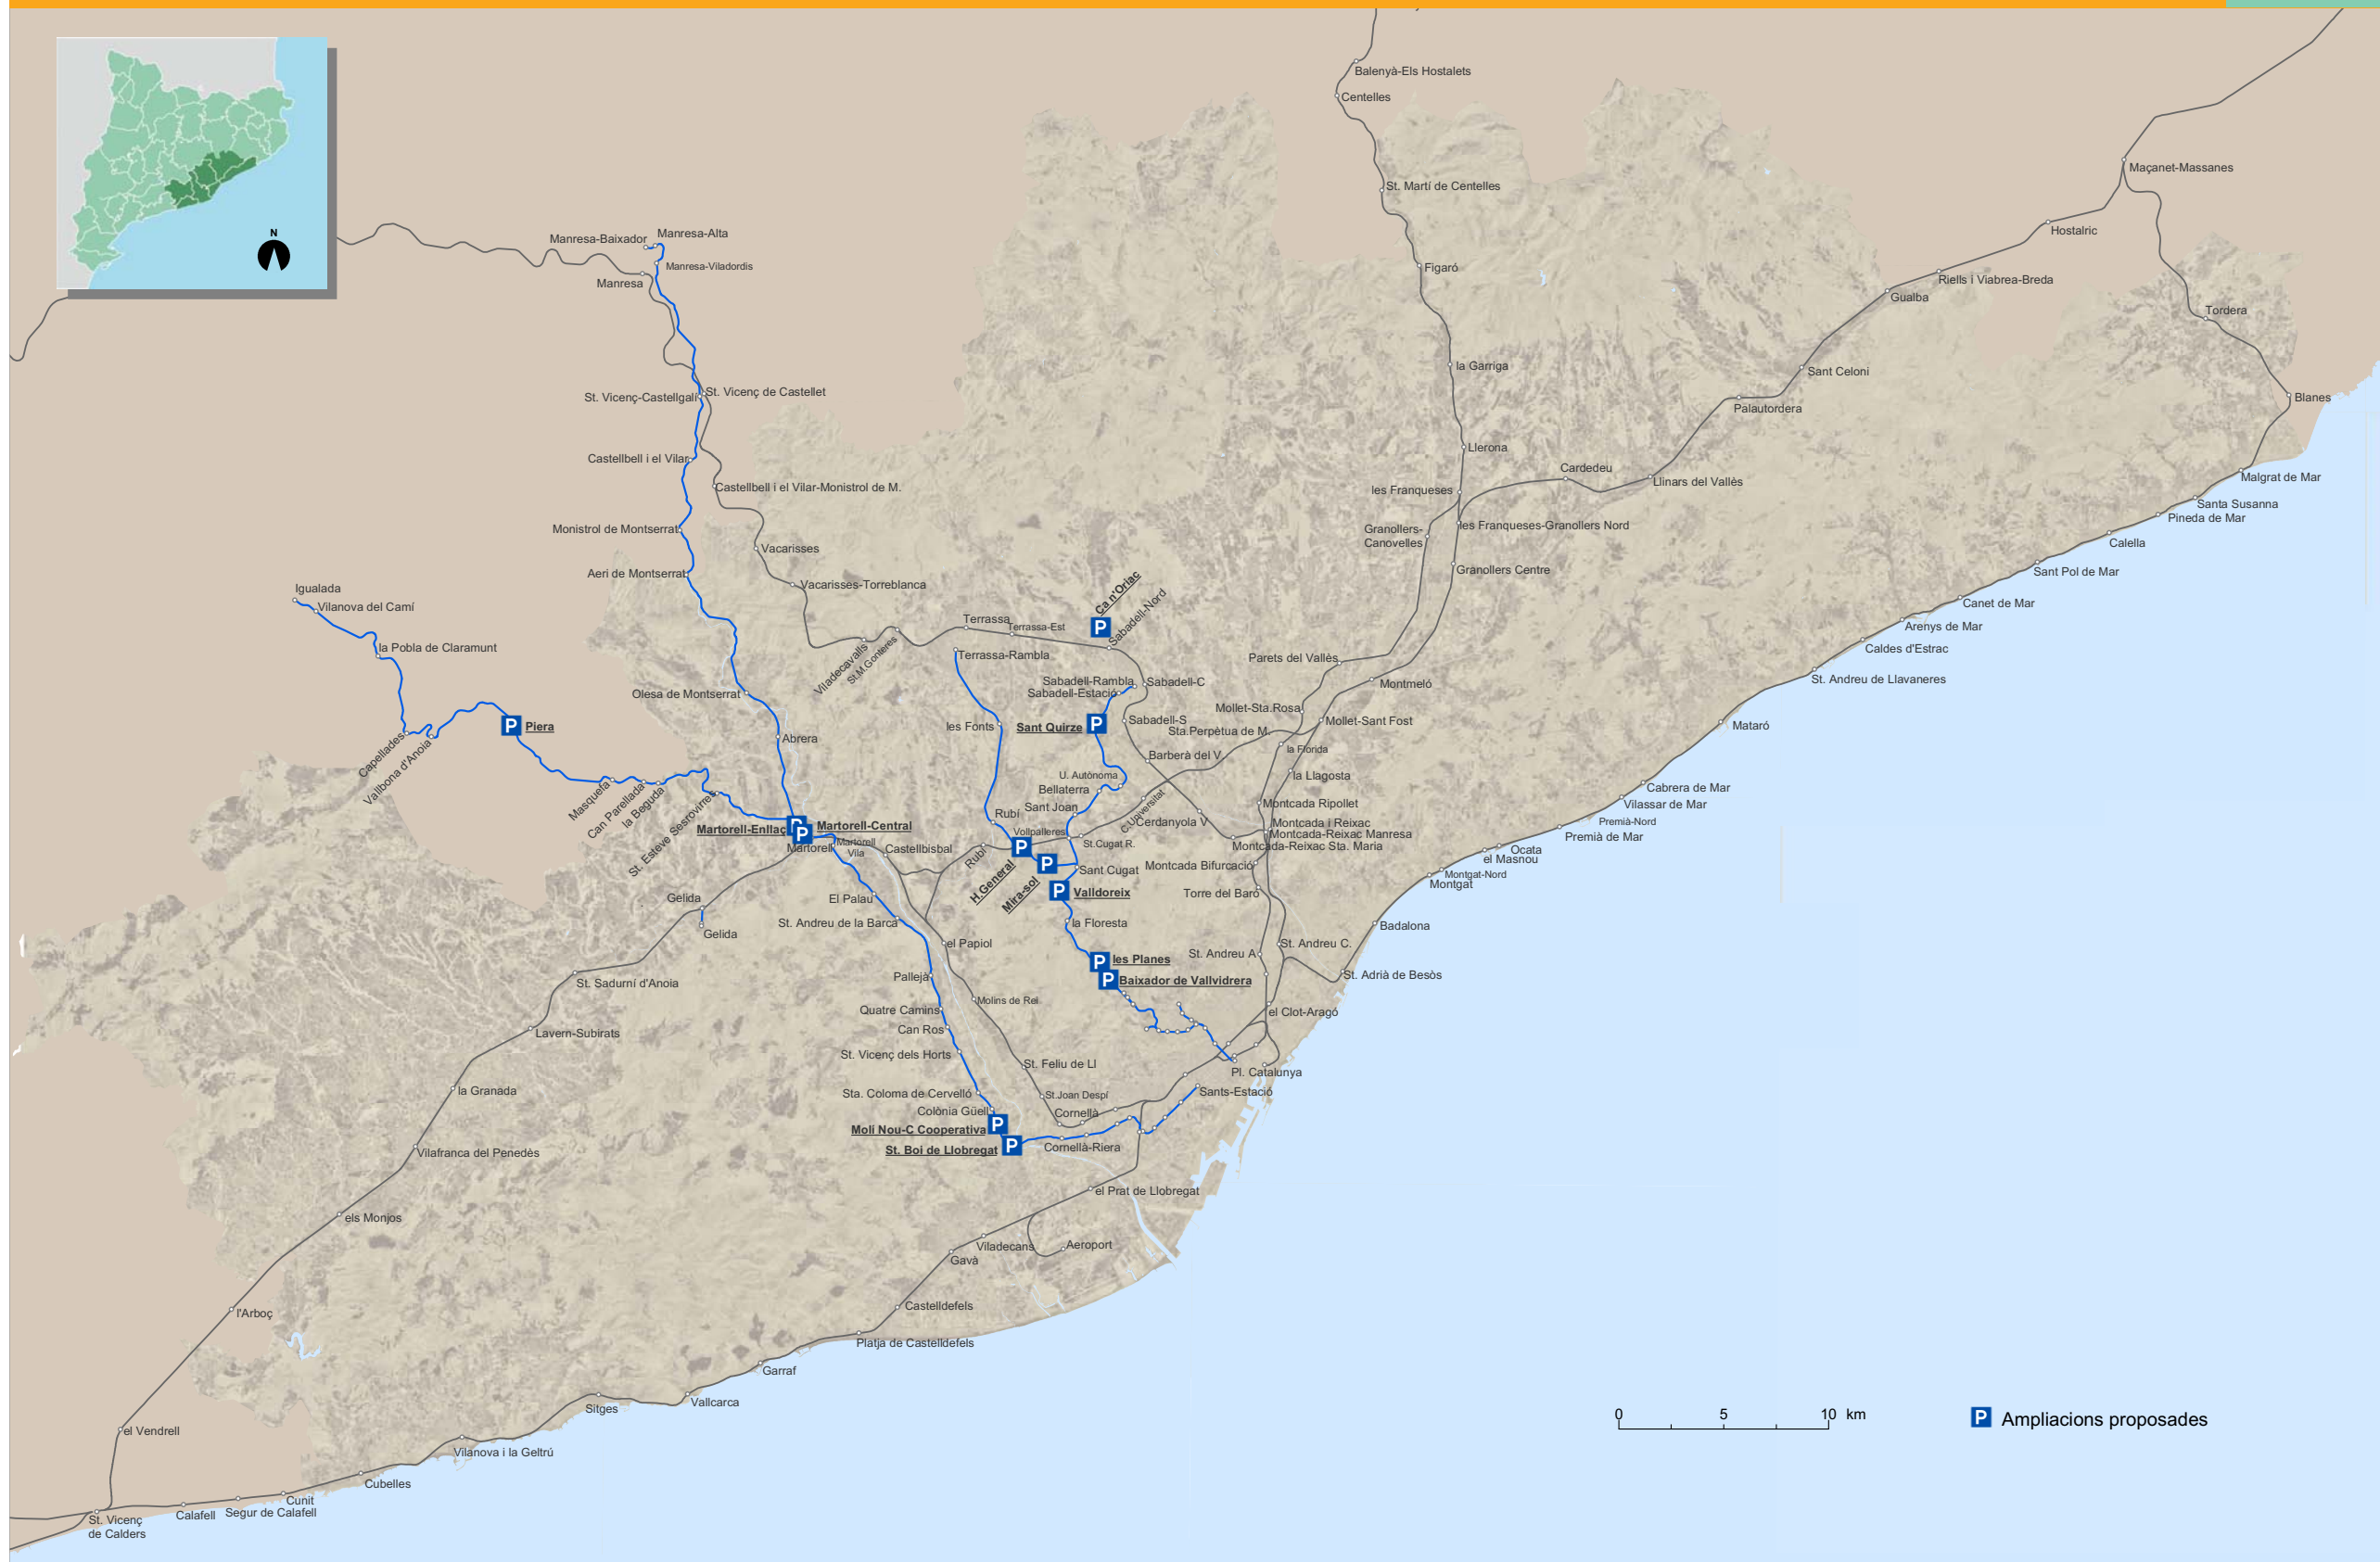 N
Balenyà-Els Hostalets
Centelles
St. Martí de Centelles
Maçanet-Massanes
Hostalric
Manresa-Baixador
Manresa-Alta
Manresa-Viladordis
Manresa
Figaró
Riells i Viabrea-Breda
Gualba
Tordera
la Garriga
Sant Celoni
Palautordera
Blanes
St. Vicenç-Castellgalí
St. Vicenç de Castellet
Llerona
Castellbell i el Vilar
Cardedeu
Llinars del Vallès
Malgrat de Mar
Castellbell i el Vilar-Monistrol de M.
les Franqueses
Santa Susanna
Pineda de Mar
Monistrol de Montserrat
Granollers-
Canovelles
les Franqueses-Granollers Nord
Calella
Vacarisses
Sant Pol de Mar
Aeri de Montserrat
Vacarisses-Torreblanca
Granollers Centre
Igualada
Vilanova del Camí
Ca n'Oriac
P
Sabadell-Nord
Canet de Mar
Arenys de Mar
Terrassa
Terrassa-Est
Caldes d'Estrac
la Pobla de Claramunt
Viladecavalls
St.M.Gonteres
Terrassa-Rambla
Parets del Vallès
St. Andreu de Llavaneres
Olesa de Montserrat
Sabadell-Rambla
Sabadell-C
Sabadell-Estació
Montmeló
Mollet-Sta.Rosa
P
Piera
les Fonts
Sant Quirze
P
Sabadell-S
Mollet-Sant Fost
Mataró
Sta.Perpètua de M.
Abrera
Capellades
Vallbona d'Anoia
la Florida
Barberà del V
U. Autònoma
la Llagosta
Bellaterra
Cabrera de Mar
Masquefa
Can Parellada
la Beguda
St. Esteve Sesrovirres
Sant Joan
C.Universitat
Montcada Ripollet
Vilassar de Mar
Rubí
Cerdanyola V
Montcada i Reixac
Premià-Nord
Martorell-Enllaç
P
P
Martorell-Central
Montcada-Reixac Manresa
Premià de Mar
Vollpalleres
Martorell
Martorell
Vila
Castellbisbal
Rubí
P
St.Cugat R.
Montcada-Reixac Sta. Maria
Ocata
el Masnou
H.General
P
Mira-sol
Sant Cugat
Montcada Bifurcació
Montgat-Nord
Montgat
P
Valldoreix
Torre del Baró
El Palau
Gelida
St. Andreu de la Barca
la Floresta
Badalona
Gelida
el Papiol
St. Andreu C.
St. Andreu A
P
les Planes
Pallejà
P
Baixador de Vallvidrera
St. Adrià de Besòs
St. Sadurní d'Anoia
Molins de Rei
Quatre Camins
el Clot-Aragó
Can Ros
Lavern-Subirats
St. Vicenç dels Horts
St. Feliu de Ll
Pl. Catalunya
la Granada
Sta. Coloma de Cervelló
St.Joan Despí
Sants-Estació
Colònia Güell
Cornellà
Molí Nou-C Cooperativa
P
St. Boi de Llobregat
P
Cornellà-Riera
Vilafranca del Penedès
el Prat de Llobregat
els Monjos
Viladecans
Aeroport
Gavà
l'Arboç
Castelldefels
Platja de Castelldefels
Garraf
Vallcarca
Sitges
0 5 10 km
P Ampliacions proposades
el Vendrell
Vilanova i la Geltrú
Cubelles
Cunit
Segur de Calafell
Calafell
St. Vicenç
de Calders